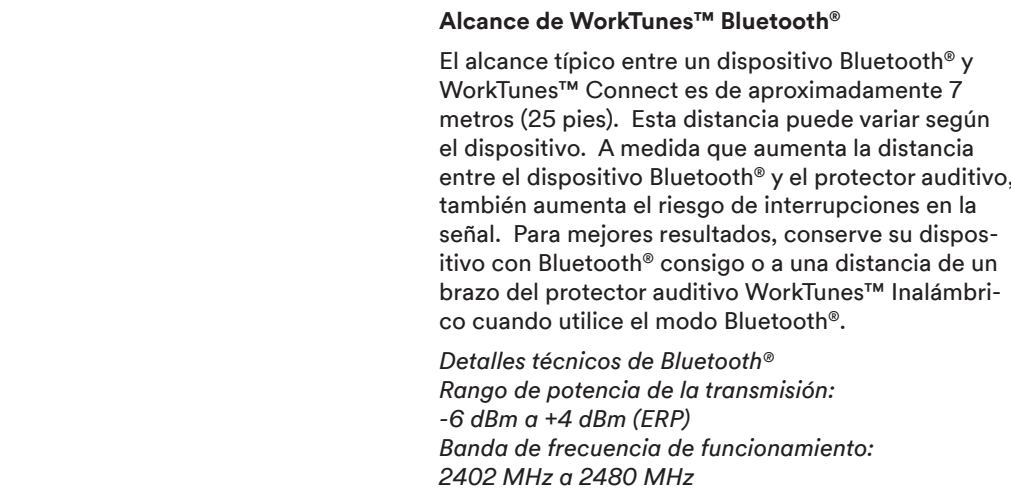 Alcance de WorkTunes™ Bluetooth®
El alcance típico entre un dispositivo Bluetooth® y
WorkTunes™ Connect es de aproximadamente 7
metros (25 pies).  Esta distancia puede variar según
el dispositivo.  A medida que aumenta la distancia
entre el dispositivo Bluetooth® y el protector auditivo,
también aumenta el riesgo de interrupciones en la
señal.  Para mejores resultados, conserve su dispos-
itivo con Bluetooth® consigo o a una distancia de un
brazo del protector auditivo WorkTunes™ Inalámbri-
co cuando utilice el modo Bluetooth®.
Detalles técnicos de Bluetooth®
Rango de potencia de la transmisión:
-6 dBm a +4 dBm (ERP)
Banda de frecuencia de funcionamiento:
2402 MHz a 2480 MHz